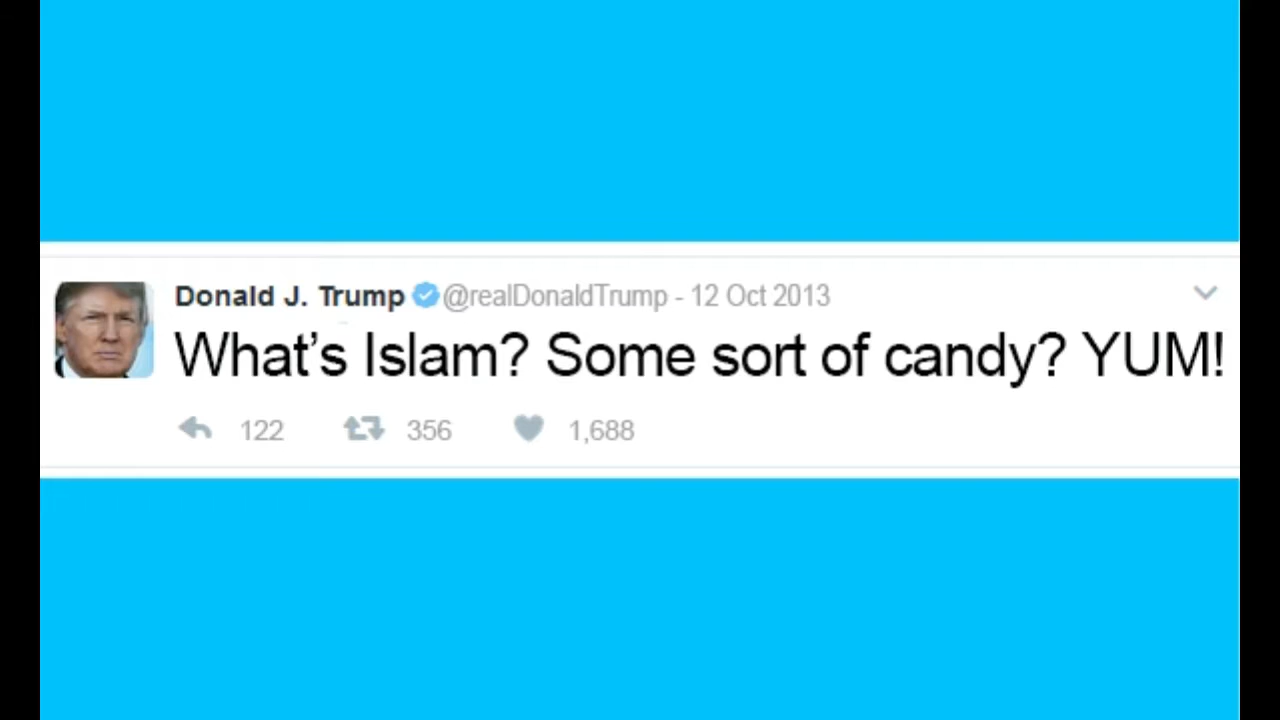 Donald J. Trump @realDonaldTrump - 12 Oct 2013
What's Islam? Some sort of candy? YUM!
122 356 1,688